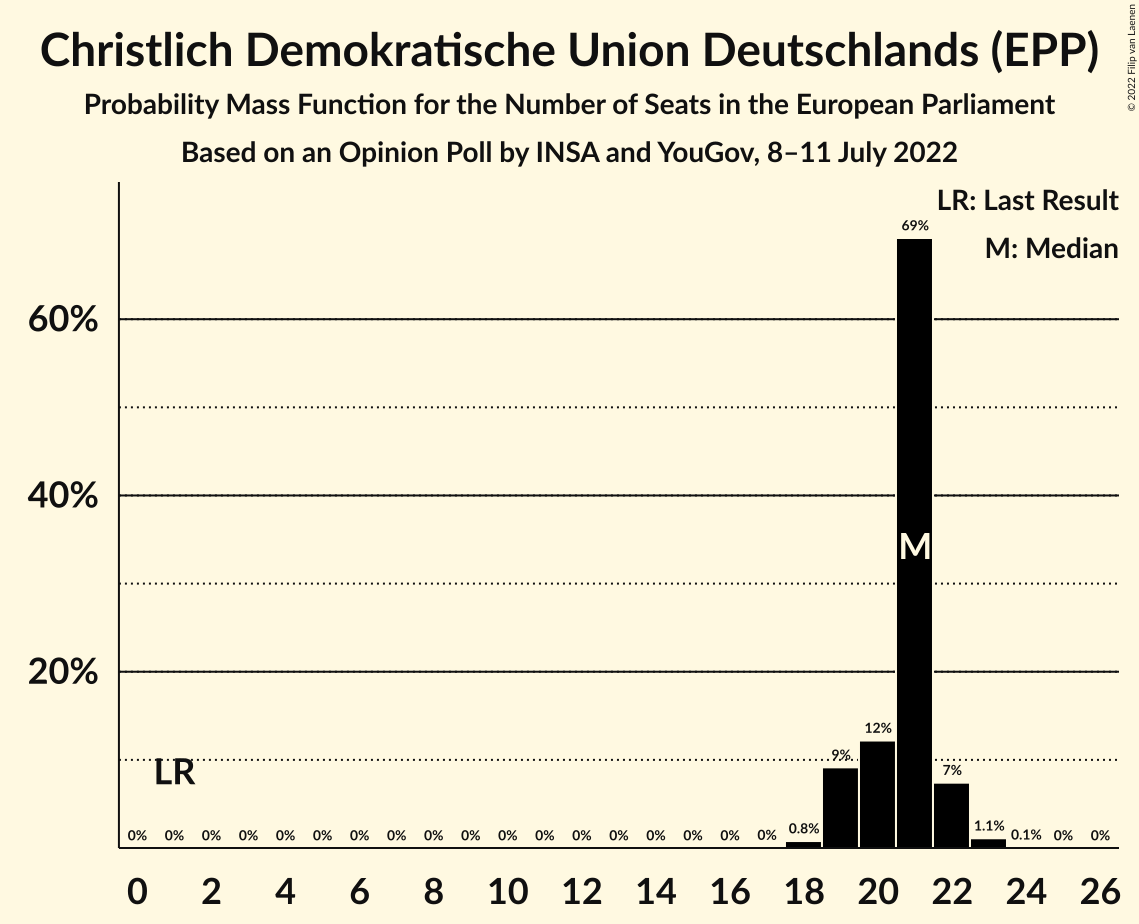 Christlich Demokratische Union Deutschlands (EPP)
Probability Mass Function for the Number of Seats in the European Parliament
Based on an Opinion Poll by INSA and YouGov, 8–11 July 2022
© 2022 Filip van Laenen
LR: Last Result
M: Median
69%
60%
40%
M
20%
12%
9%
7%
LR
0% 0% 0% 0% 0% 0% 0% 0% 0% 0% 0% 0% 0% 0% 0% 0% 0% 0% 0.8% 1.1% 0.1% 0% 0%
0 2 4 6 8 10 12 14 16 18 20 22 24 26